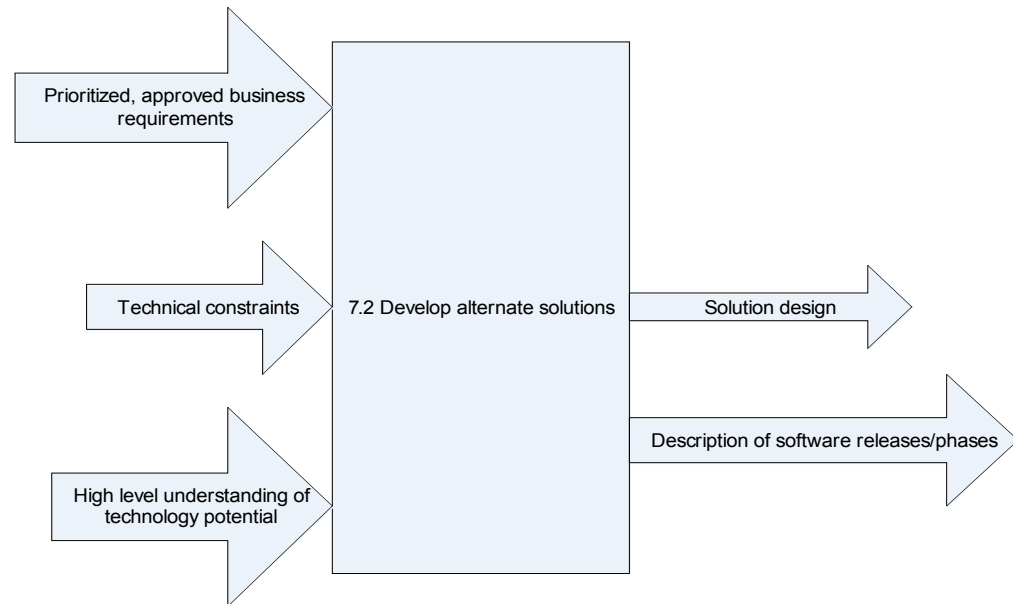 Prioritized, approved business
requirements
Technical constraints
7.2 Develop alternate solutions
Solution design
Description of software releases/phases
High level understanding of
technology potential